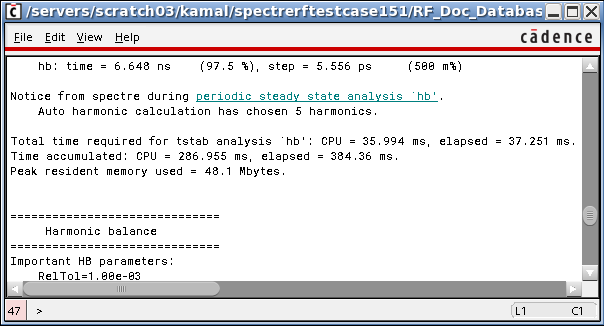 /servers/scratch03/kamal/spectrerftestcase151/RF_Doc_Databas
File Edit View Help cādence
hb: time = 6.648 ns (97.5 %), step = 5.556 ps (500 m%)
Notice from spectre during periodic steady state analysis `hb'.
Auto harmonic calculation has chosen 5 harmonics.
Total time required for tstab analysis `hb': CPU = 35.994 ms, elapsed = 37.251 ms.
Time accumulated: CPU = 286.955 ms, elapsed = 384.36 ms.
Peak resident memory used = 48.1 Mbytes.
==============================
Harmonic balance
==============================
Important HB parameters:
RelTol=1.00e-03
47 > L1 C1